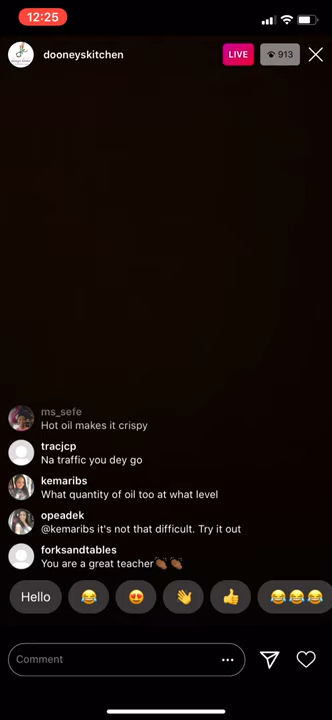 12:25
dooneyskitchen
LIVE
913
ms_sefe
Hot oil makes it crispy
tracjcp
Na traffic you dey go
kemaribs
What quantity of oil too at what level
opeadek
@kemaribs it's not that difficult. Try it out
forksandtables
You are a great teacher👏🏾👏🏾
Hello 😂 😍 👋 👍 😂😂😂
Comment